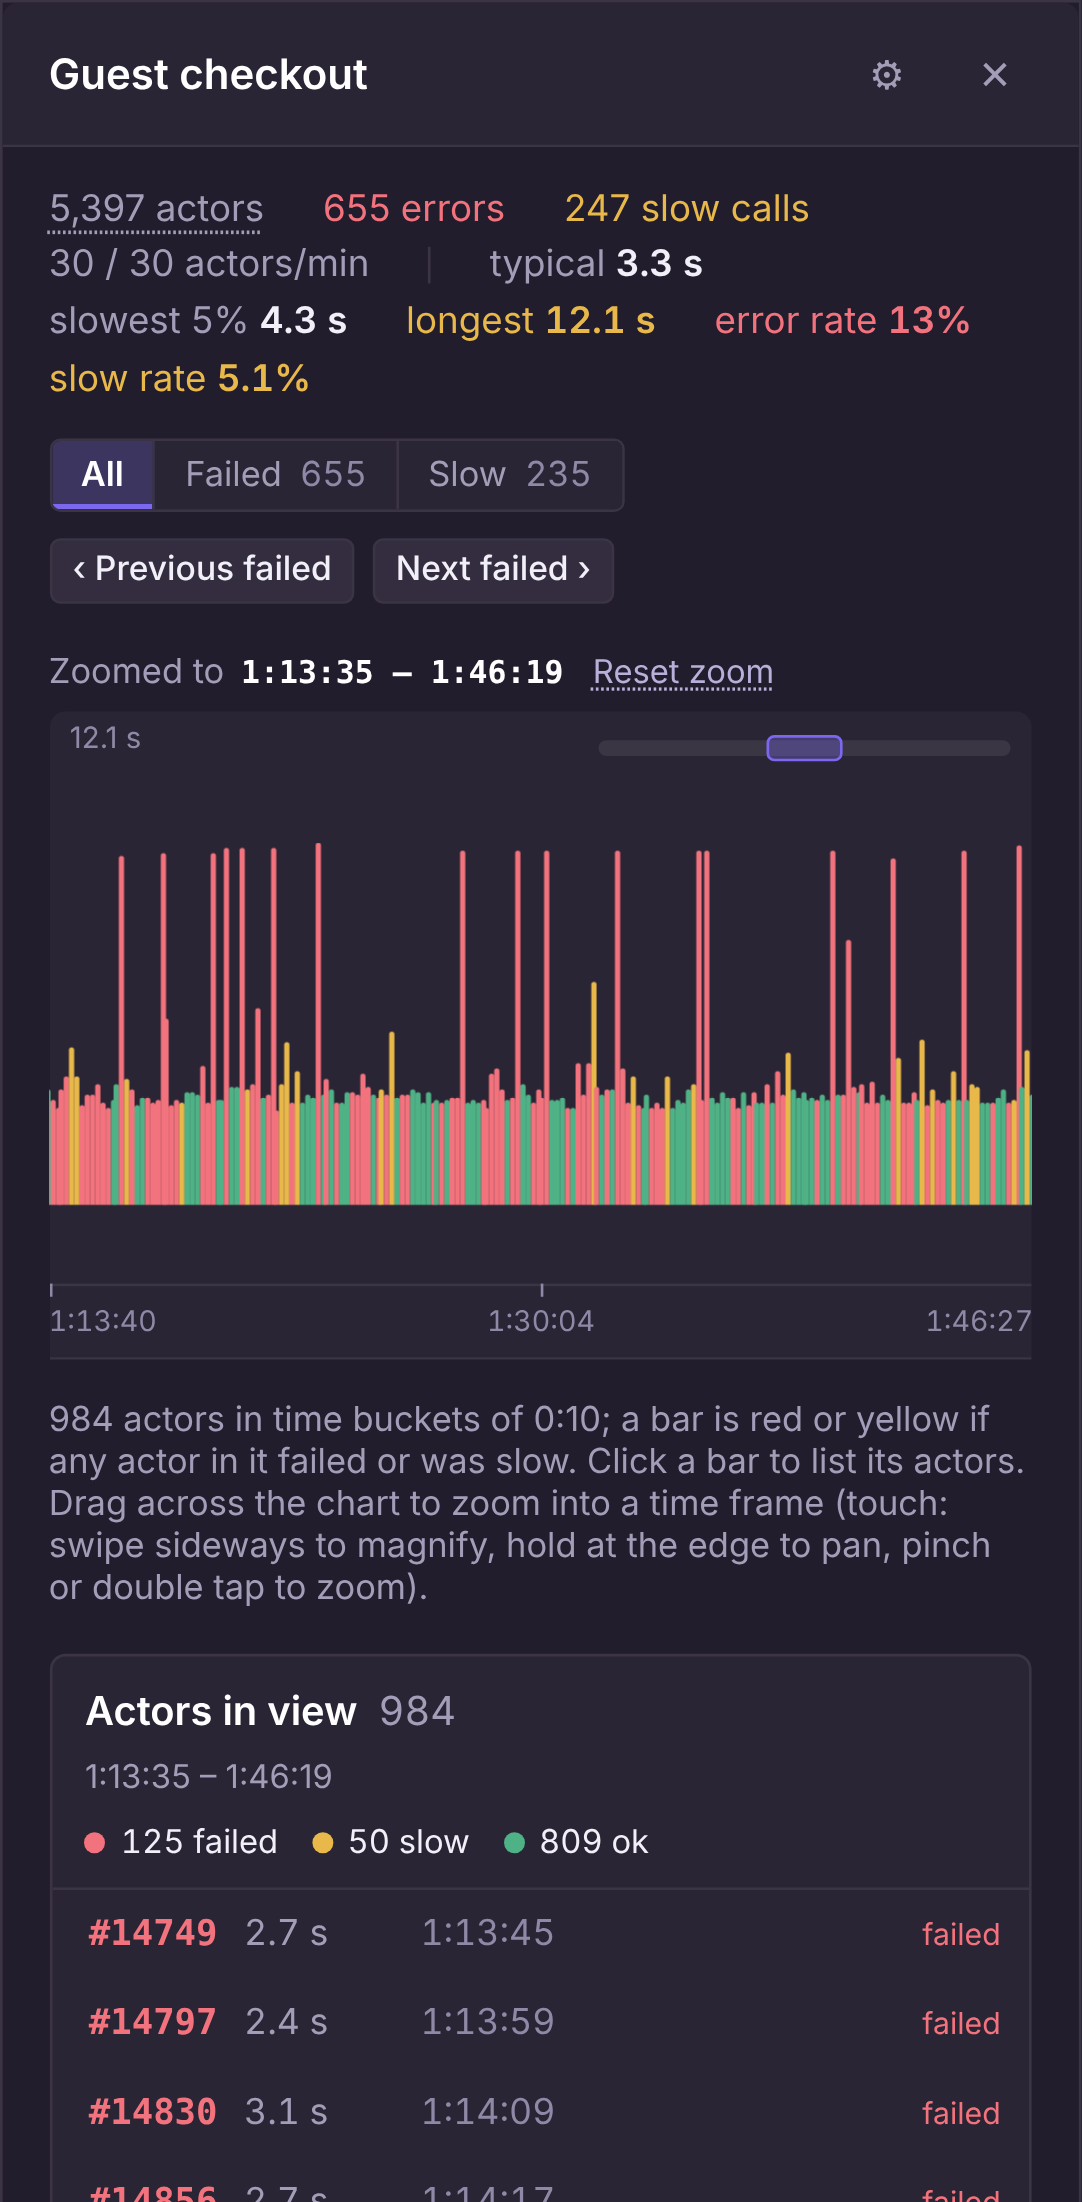 Guest checkout
5,397 actors 655 errors 247 slow calls
30 / 30 actors/min typical 3.3 s
slowest 5% 4.3 s longest 12.1 s error rate 13%
slow rate 5.1%
All Failed 655 Slow 235
‹ Previous failed Next failed ›
Zoomed to 1:13:35 – 1:46:19 Reset zoom
12.1 s
1:13:40 1:30:04 1:46:27
984 actors in time buckets of 0:10; a bar is red or yellow if
any actor in it failed or was slow. Click a bar to list its actors.
Drag across the chart to zoom into a time frame (touch:
swipe sideways to magnify, hold at the edge to pan, pinch
or double tap to zoom).
Actors in view 984
1:13:35 – 1:46:19
125 failed 50 slow 809 ok
#14749 2.7 s 1:13:45 failed
#14797 2.4 s 1:13:59 failed
#14830 3.1 s 1:14:09 failed
#14856 2.7 s 1:14:17 failed